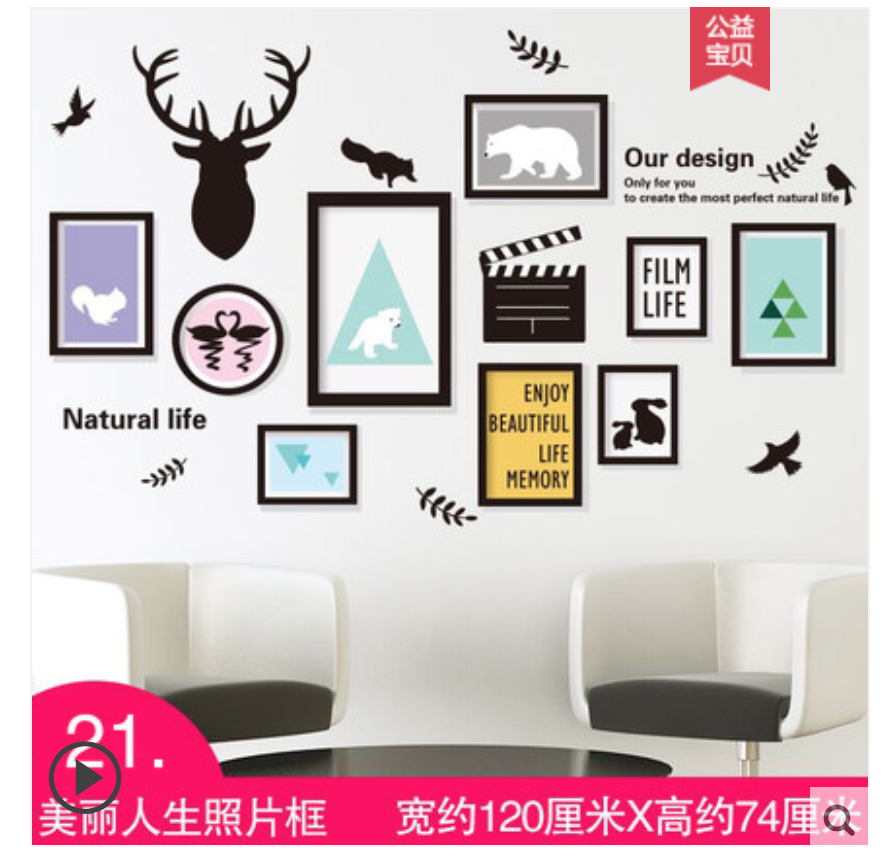 公益
宝贝
Our design
Only for you
to create the most perfect natural life
FILM
LIFE
ENJOY
BEAUTIFUL
LIFE
MEMORY
Natural life
21.
美丽人生照片框 宽约120厘米X高约74厘米